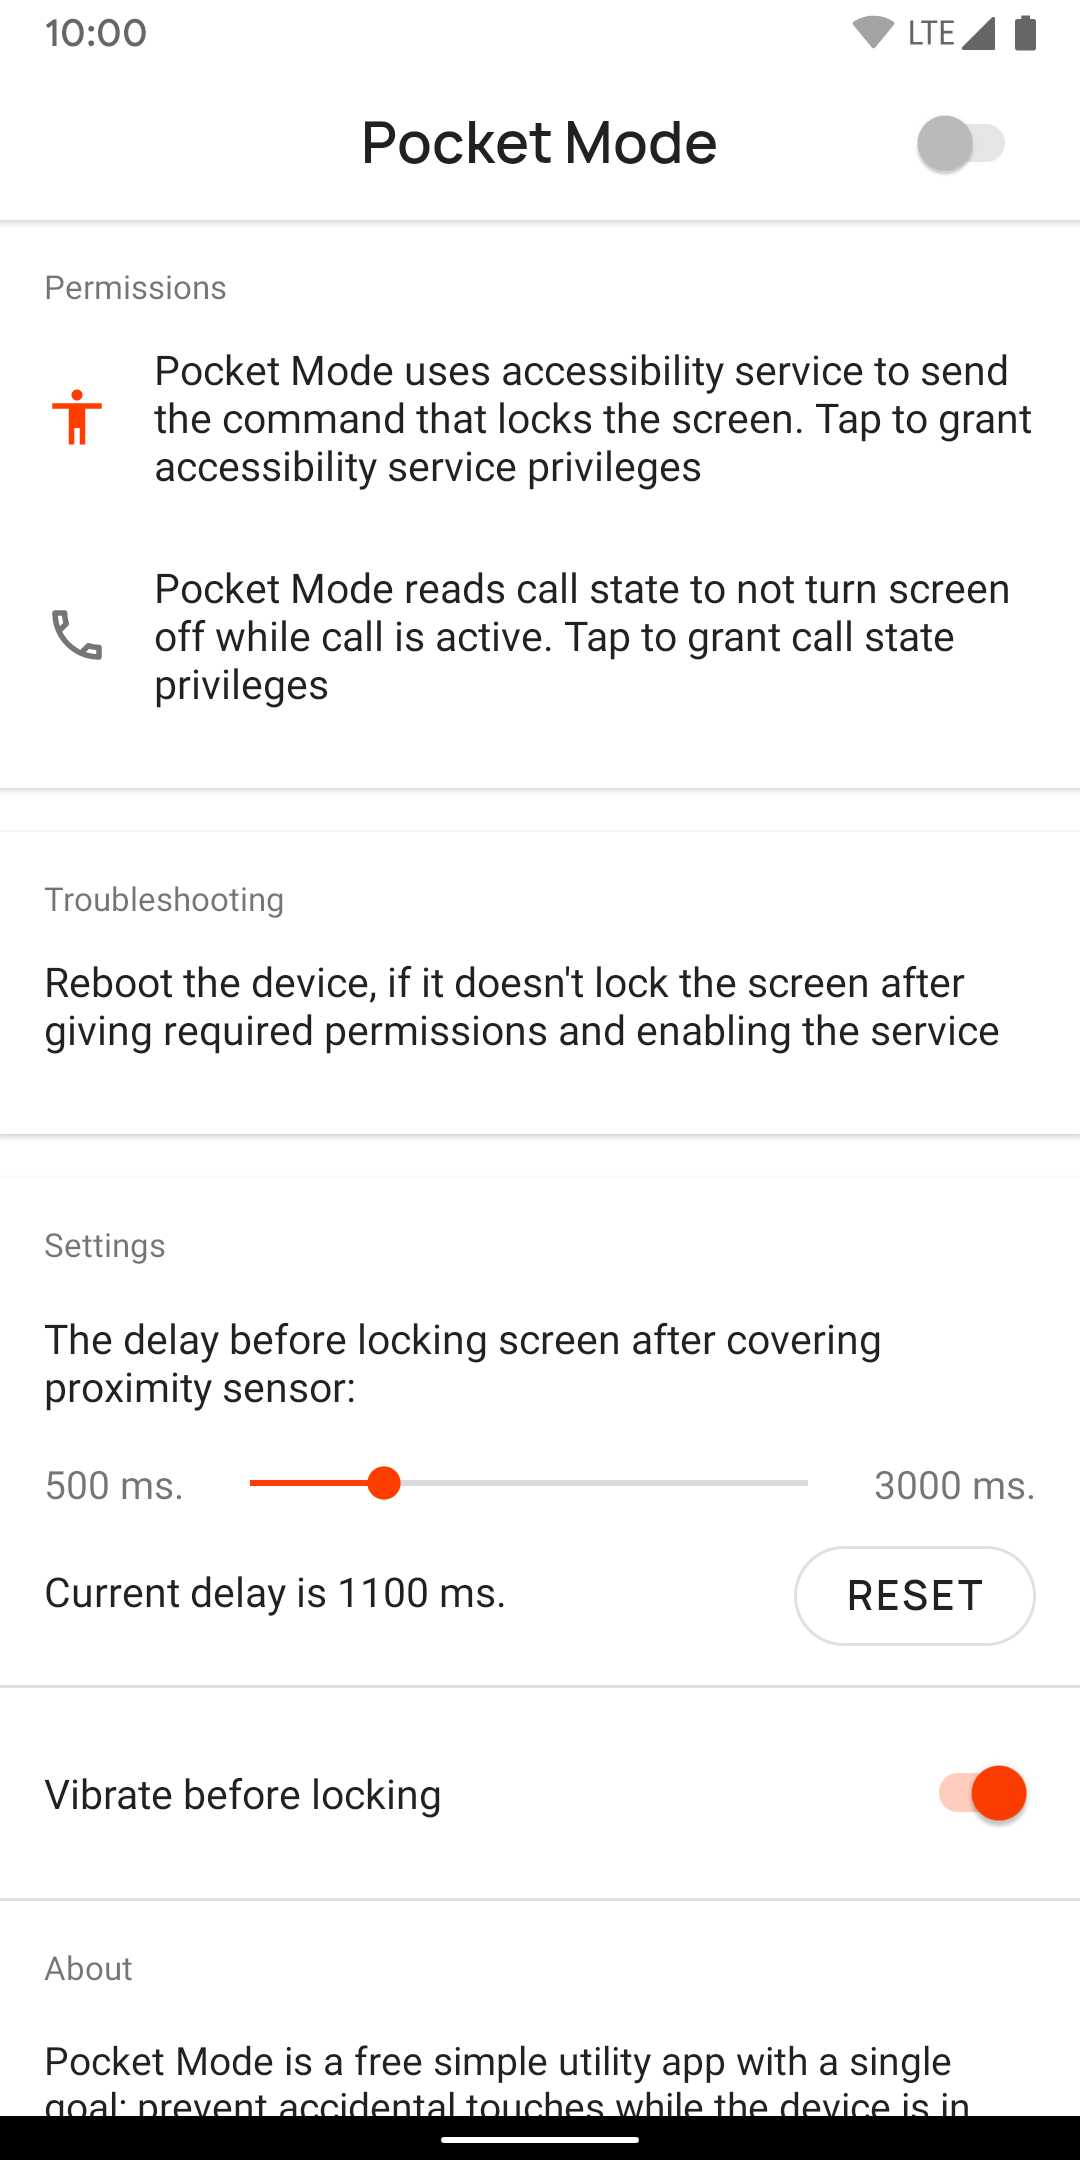 10:00
LTE
Pocket Mode
Permissions
Pocket Mode uses accessibility service to send
the command that locks the screen. Tap to grant
accessibility service privileges
Pocket Mode reads call state to not turn screen
off while call is active. Tap to grant call state
privileges
Troubleshooting
Reboot the device, if it doesn't lock the screen after
giving required permissions and enabling the service
Settings
The delay before locking screen after covering
proximity sensor:
500 ms.
3000 ms.
Current delay is 1100 ms.
RESET
Vibrate before locking
About
Pocket Mode is a free simple utility app with a single
goal: prevent accidental touches while the device is in